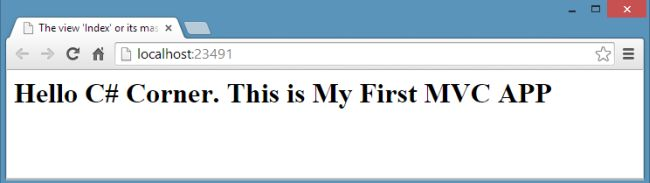 The view 'Index' or its mas
localhost:23491
Hello C# Corner. This is My First MVC APP